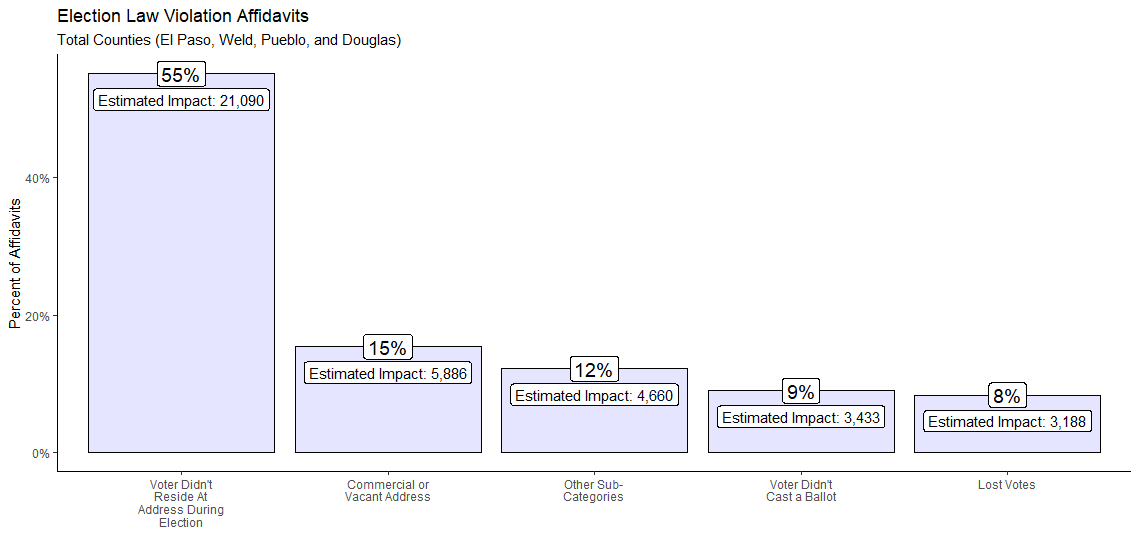 Election Law Violation Affidavits
Total Counties (El Paso, Weld, Pueblo, and Douglas)
Percent of Affidavits
40%
20%
0%
55%
Estimated Impact: 21,090
15%
Estimated Impact: 5,886
12%
Estimated Impact: 4,660
9%
Estimated Impact: 3,433
8%
Estimated Impact: 3,188
Voter Didn't
Reside At
Address During
Election
Commercial or
Vacant Address
Other Sub-
Categories
Voter Didn't
Cast a Ballot
Lost Votes